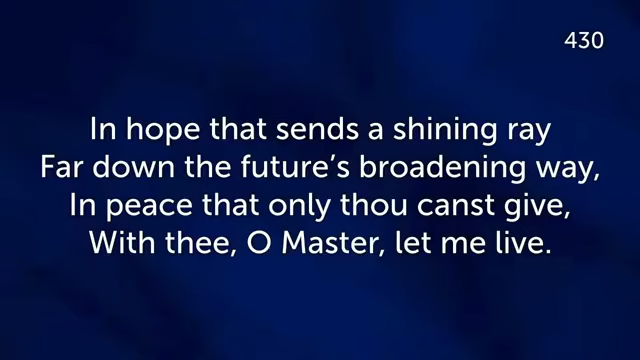 430
In hope that sends a shining ray
Far down the future’s broadening way,
In peace that only thou canst give,
With thee, O Master, let me live.